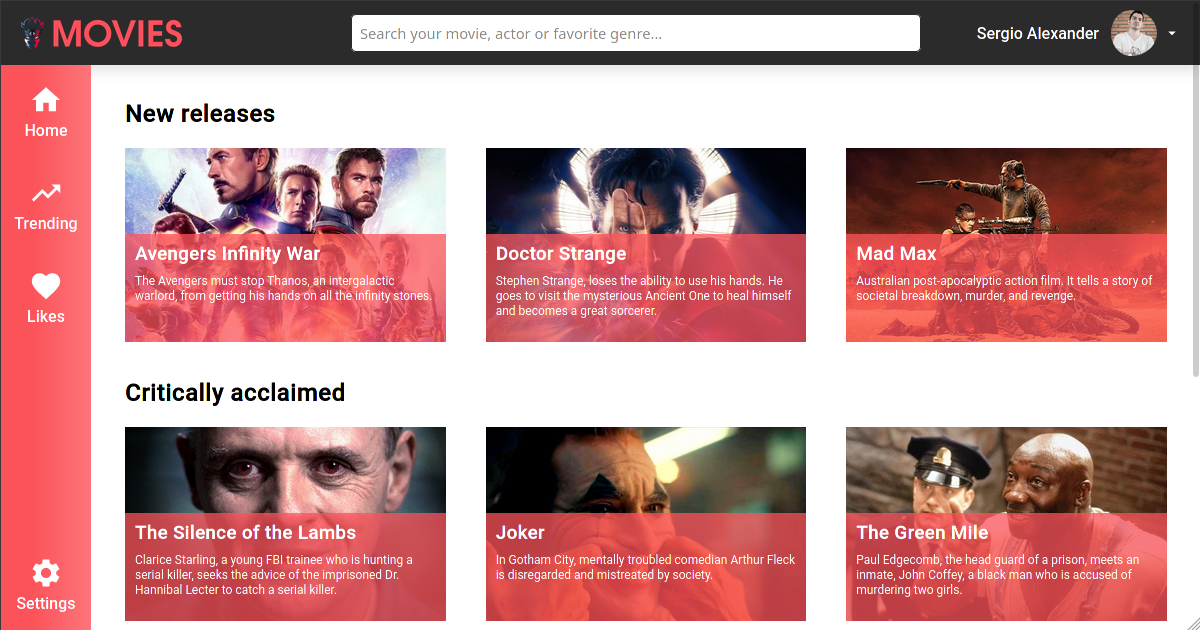 MOVIES
Search your movie, actor or favorite genre...
Sergio Alexander
Home
Trending
Likes
Settings
New releases
Avengers Infinity War
The Avengers must stop Thanos, an intergalactic
warlord, from getting his hands on all the infinity stones.
Doctor Strange
Stephen Strange, loses the ability to use his hands. He
goes to visit the mysterious Ancient One to heal himself
and becomes a great sorcerer.
Mad Max
Australian post-apocalyptic action film. It tells a story of
societal breakdown, murder, and revenge.
Critically acclaimed
The Silence of the Lambs
Clarice Starling, a young FBI trainee who is hunting a
serial killer, seeks the advice of the imprisoned Dr.
Hannibal Lecter to catch a serial killer.
Joker
In Gotham City, mentally troubled comedian Arthur Fleck
is disregarded and mistreated by society.
The Green Mile
Paul Edgecomb, the head guard of a prison, meets an
inmate, John Coffey, a black man who is accused of
murdering two girls.